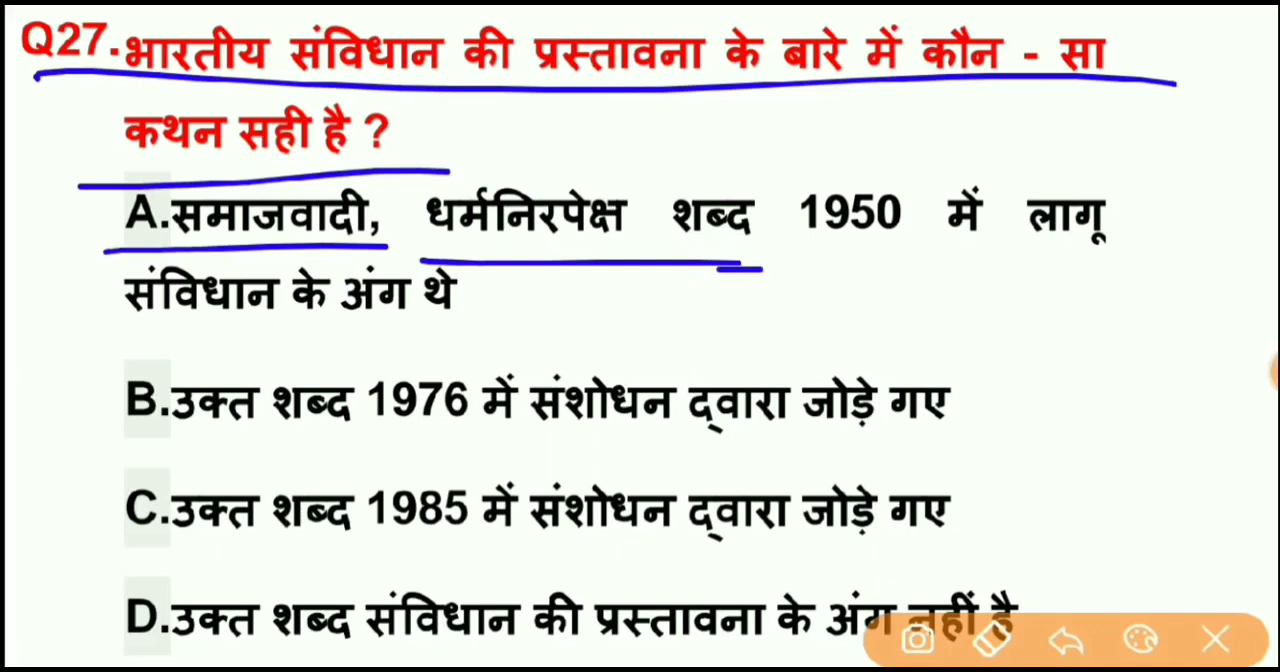 Q27.भारतीय संविधान की प्रस्तावना के बारे में कौन - सा
कथन सही है ?
A.समाजवादी, धर्मनिरपेक्ष शब्द 1950 में लागू
संविधान के अंग थे
B.उक्त शब्द 1976 में संशोधन द्वारा जोड़े गए
C.उक्त शब्द 1985 में संशोधन द्वारा जोड़े गए
D.उक्त शब्द संविधान की प्रस्तावना के अंग नहीं है